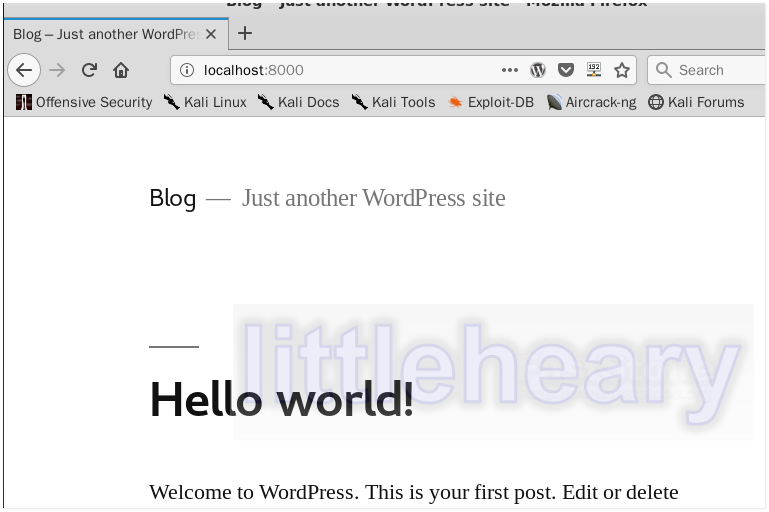 Blog – Just another WordPress site - Mozilla Firefox
Blog – Just another WordPres
localhost:8000
192
Search
Offensive Security Kali Linux Kali Docs Kali Tools Exploit-DB Aircrack-ng Kali Forums
Blog — Just another WordPress site
littleheary
Hello world!
Welcome to WordPress. This is your first post. Edit or delete